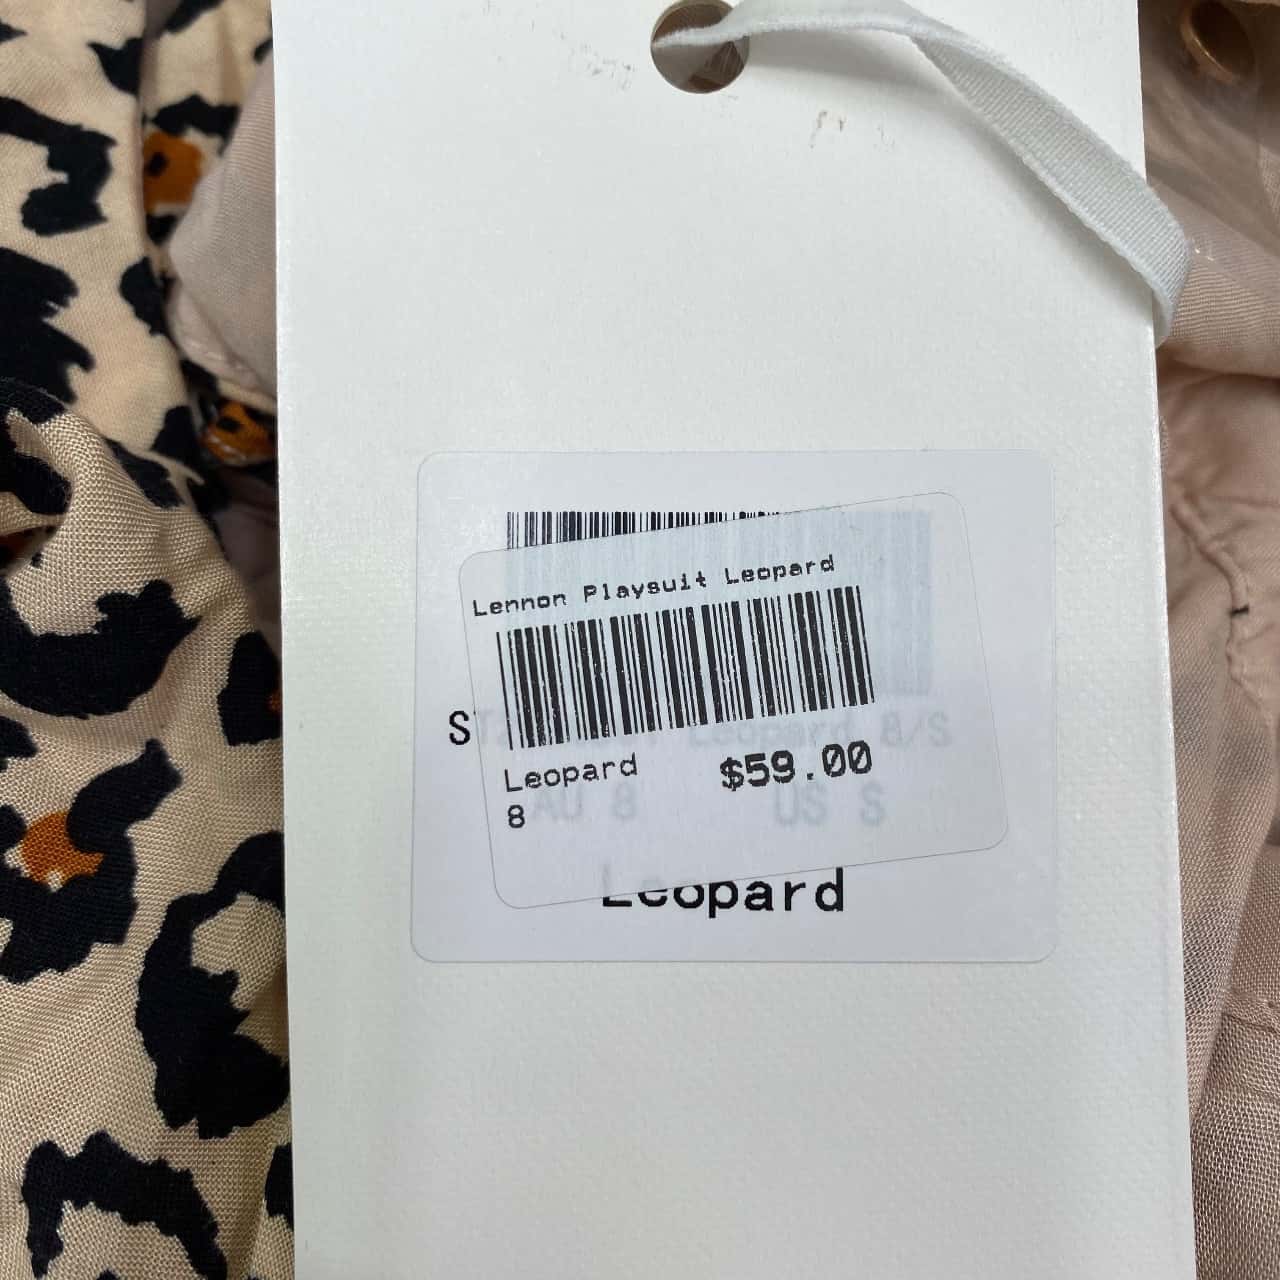 Lennon Playsuit Leopard
S
Leopard 8/S
Leopard $59.00
8 AU 8 US S
Leopard